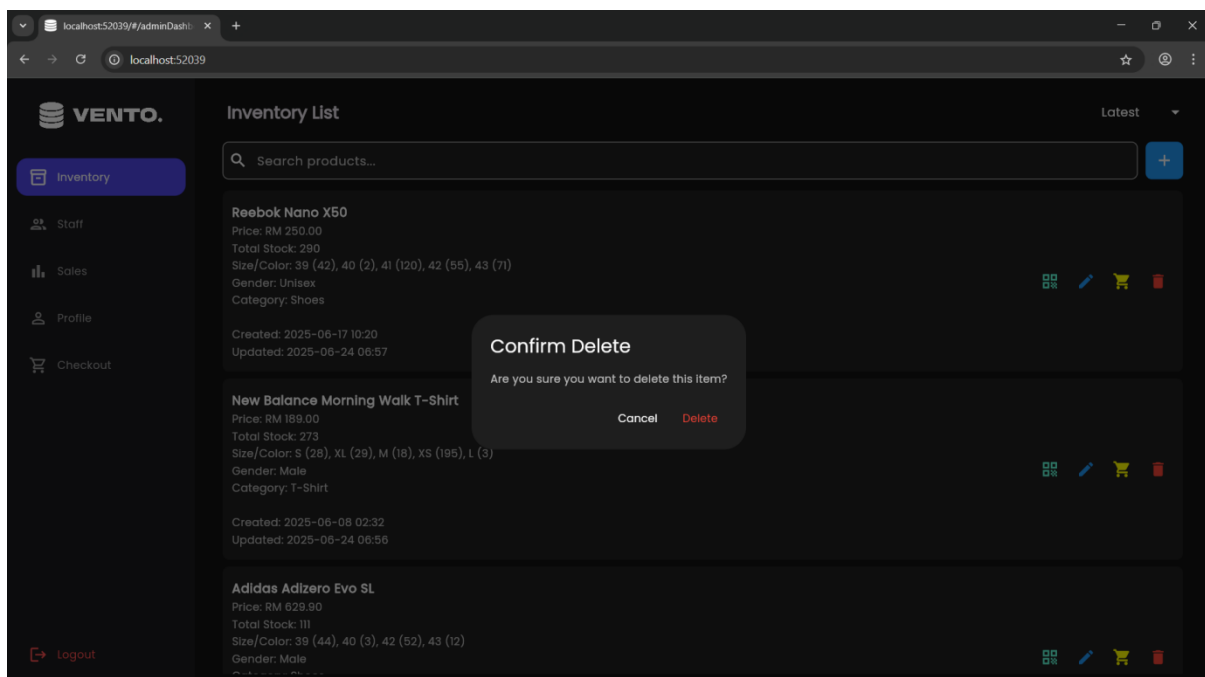 localhost:52039/#/adminDashb
localhost:52039
VENTO.
Inventory
Staff
Sales
Profile
Checkout
Logout
Inventory List
Latest
Search products...
Reebok Nano X50
Price: RM 250.00
Total Stock: 290
Size/Color: 39 (42), 40 (2), 41 (120), 42 (55), 43 (71)
Gender: Unisex
Category: Shoes
Created: 2025-06-17 10:20
Updated: 2025-06-24 06:57
Confirm Delete
Are you sure you want to delete this item?
Cancel Delete
New Balance Morning Walk T-Shirt
Price: RM 189.00
Total Stock: 273
Size/Color: S (28), XL (29), M (18), XS (195), L (3)
Gender: Male
Category: T-Shirt
Created: 2025-06-08 02:32
Updated: 2025-06-24 06:56
Adidas Adizero Evo SL
Price: RM 629.90
Total Stock: 111
Size/Color: 39 (44), 40 (3), 42 (52), 43 (12)
Gender: Male